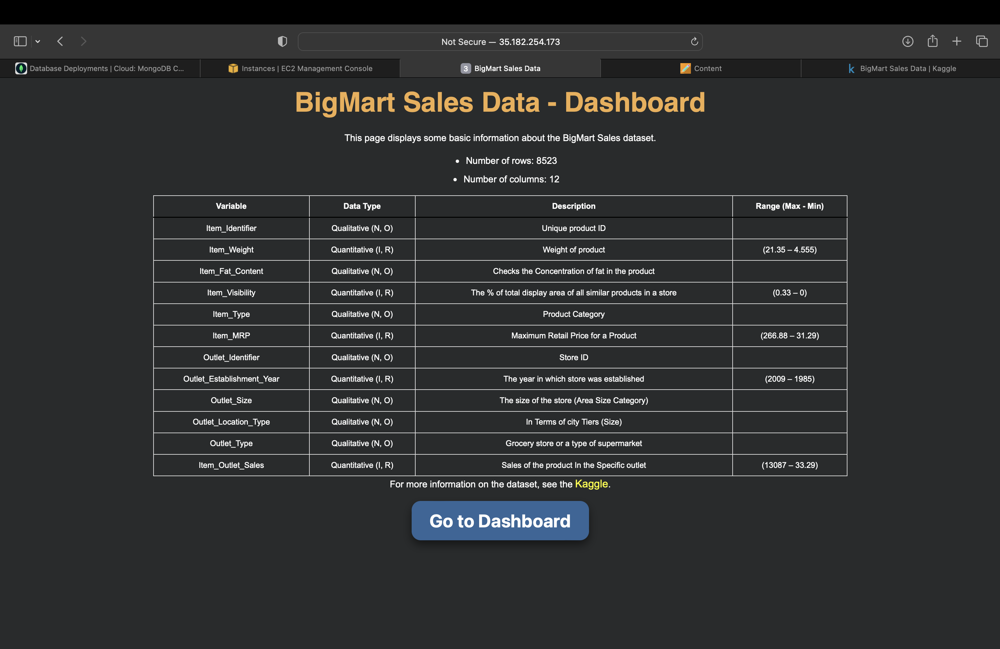 Not Secure — 35.182.254.173
Database Deployments | Cloud: MongoDB C...
Instances | EC2 Management Console
3 BigMart Sales Data
Content
k BigMart Sales Data | Kaggle
BigMart Sales Data - Dashboard
This page displays some basic information about the BigMart Sales dataset.
• Number of rows: 8523
• Number of columns: 12
Variable Data Type Description Range (Max - Min)
Item_Identifier Qualitative (N, O) Unique product ID
Item_Weight Quantitative (I, R) Weight of product (21.35 – 4.555)
Item_Fat_Content Qualitative (N, O) Checks the Concentration of fat in the product
Item_Visibility Quantitative (I, R) The % of total display area of all similar products in a store (0.33 – 0)
Item_Type Qualitative (N, O) Product Category
Item_MRP Quantitative (I, R) Maximum Retail Price for a Product (266.88 – 31.29)
Outlet_Identifier Qualitative (N, O) Store ID
Outlet_Establishment_Year Quantitative (I, R) The year in which store was established (2009 – 1985)
Outlet_Size Qualitative (N, O) The size of the store (Area Size Category)
Outlet_Location_Type Qualitative (N, O) In Terms of city Tiers (Size)
Outlet_Type Qualitative (N, O) Grocery store or a type of supermarket
Item_Outlet_Sales Quantitative (I, R) Sales of the product In the Specific outlet (13087 – 33.29)
For more information on the dataset, see the Kaggle.
Go to Dashboard